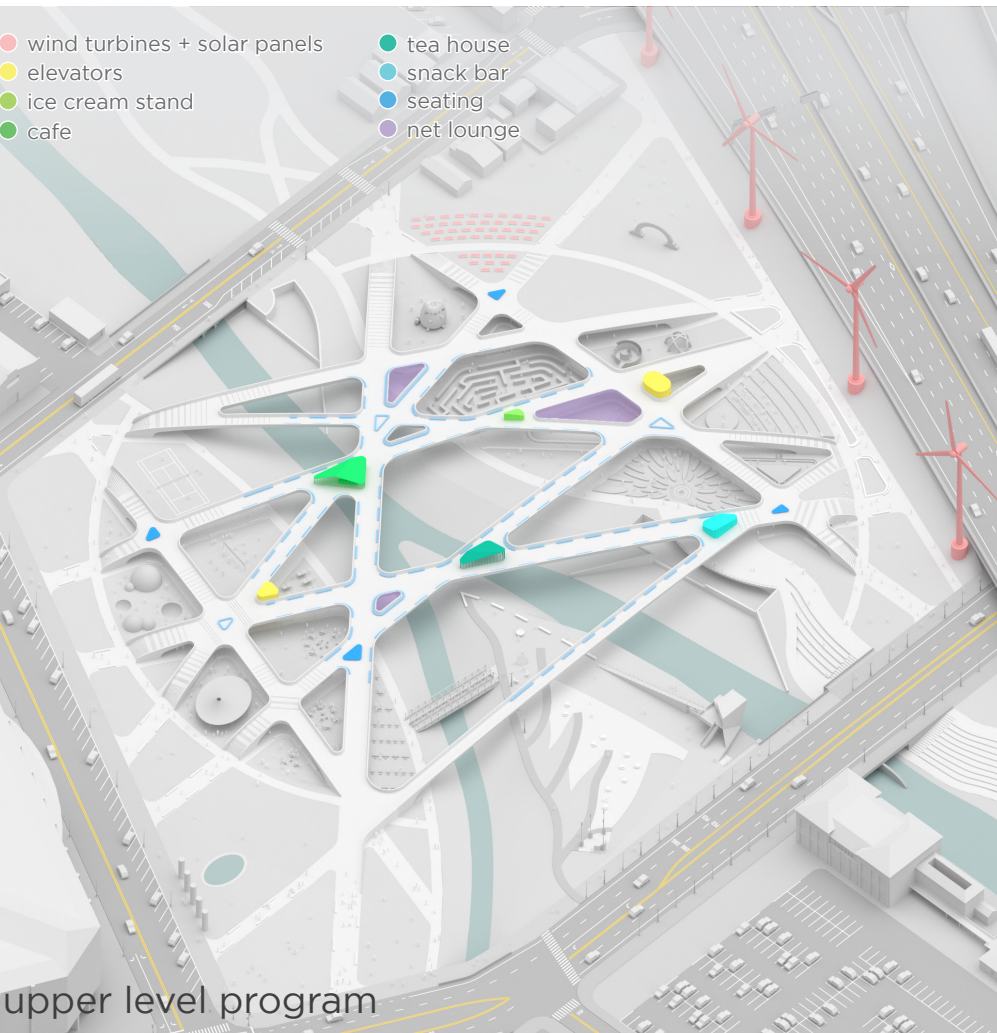 wind turbines + solar panels
elevators
ice cream stand
cafe
tea house
snack bar
seating
net lounge
upper level program